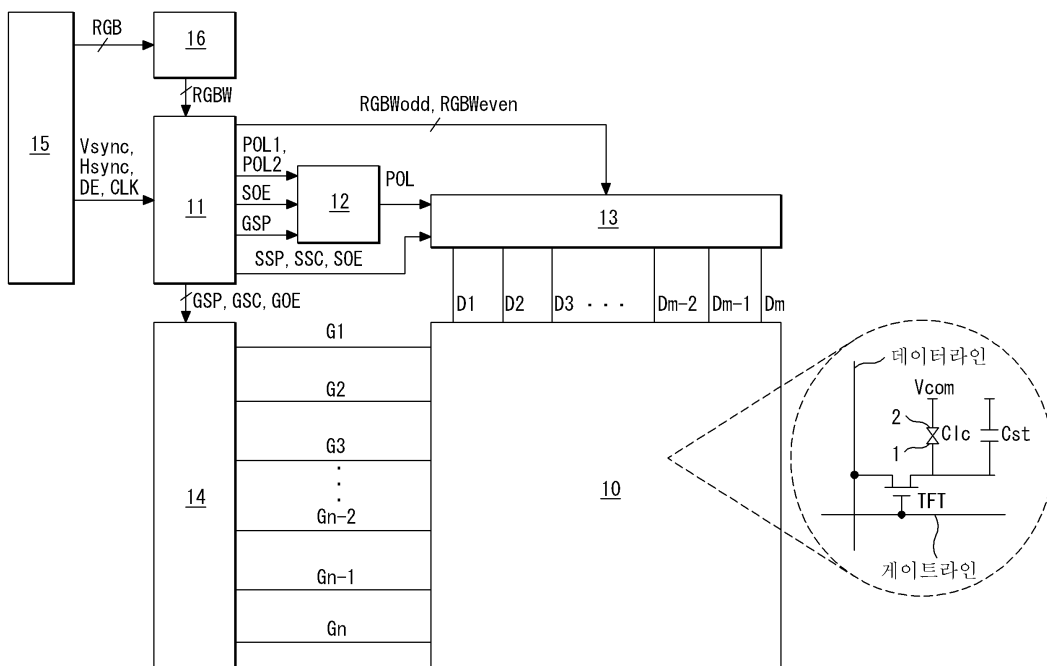 RGB
16
RGBW
RGBWodd, RGBWeven
15
Vsync,
Hsync,
DE, CLK
11
POL1,
POL2
SOE
GSP
12
POL
13
SSP, SSC, SOE
GSP, GSC, GOE
D1 D2 D3 ··· Dm-2 Dm-1 Dm
14
G1
G2
G3
⋮
Gn-2
Gn-1
Gn
10
데이터라인
Vcom
2
Clc
1
Cst
TFT
게이트라인